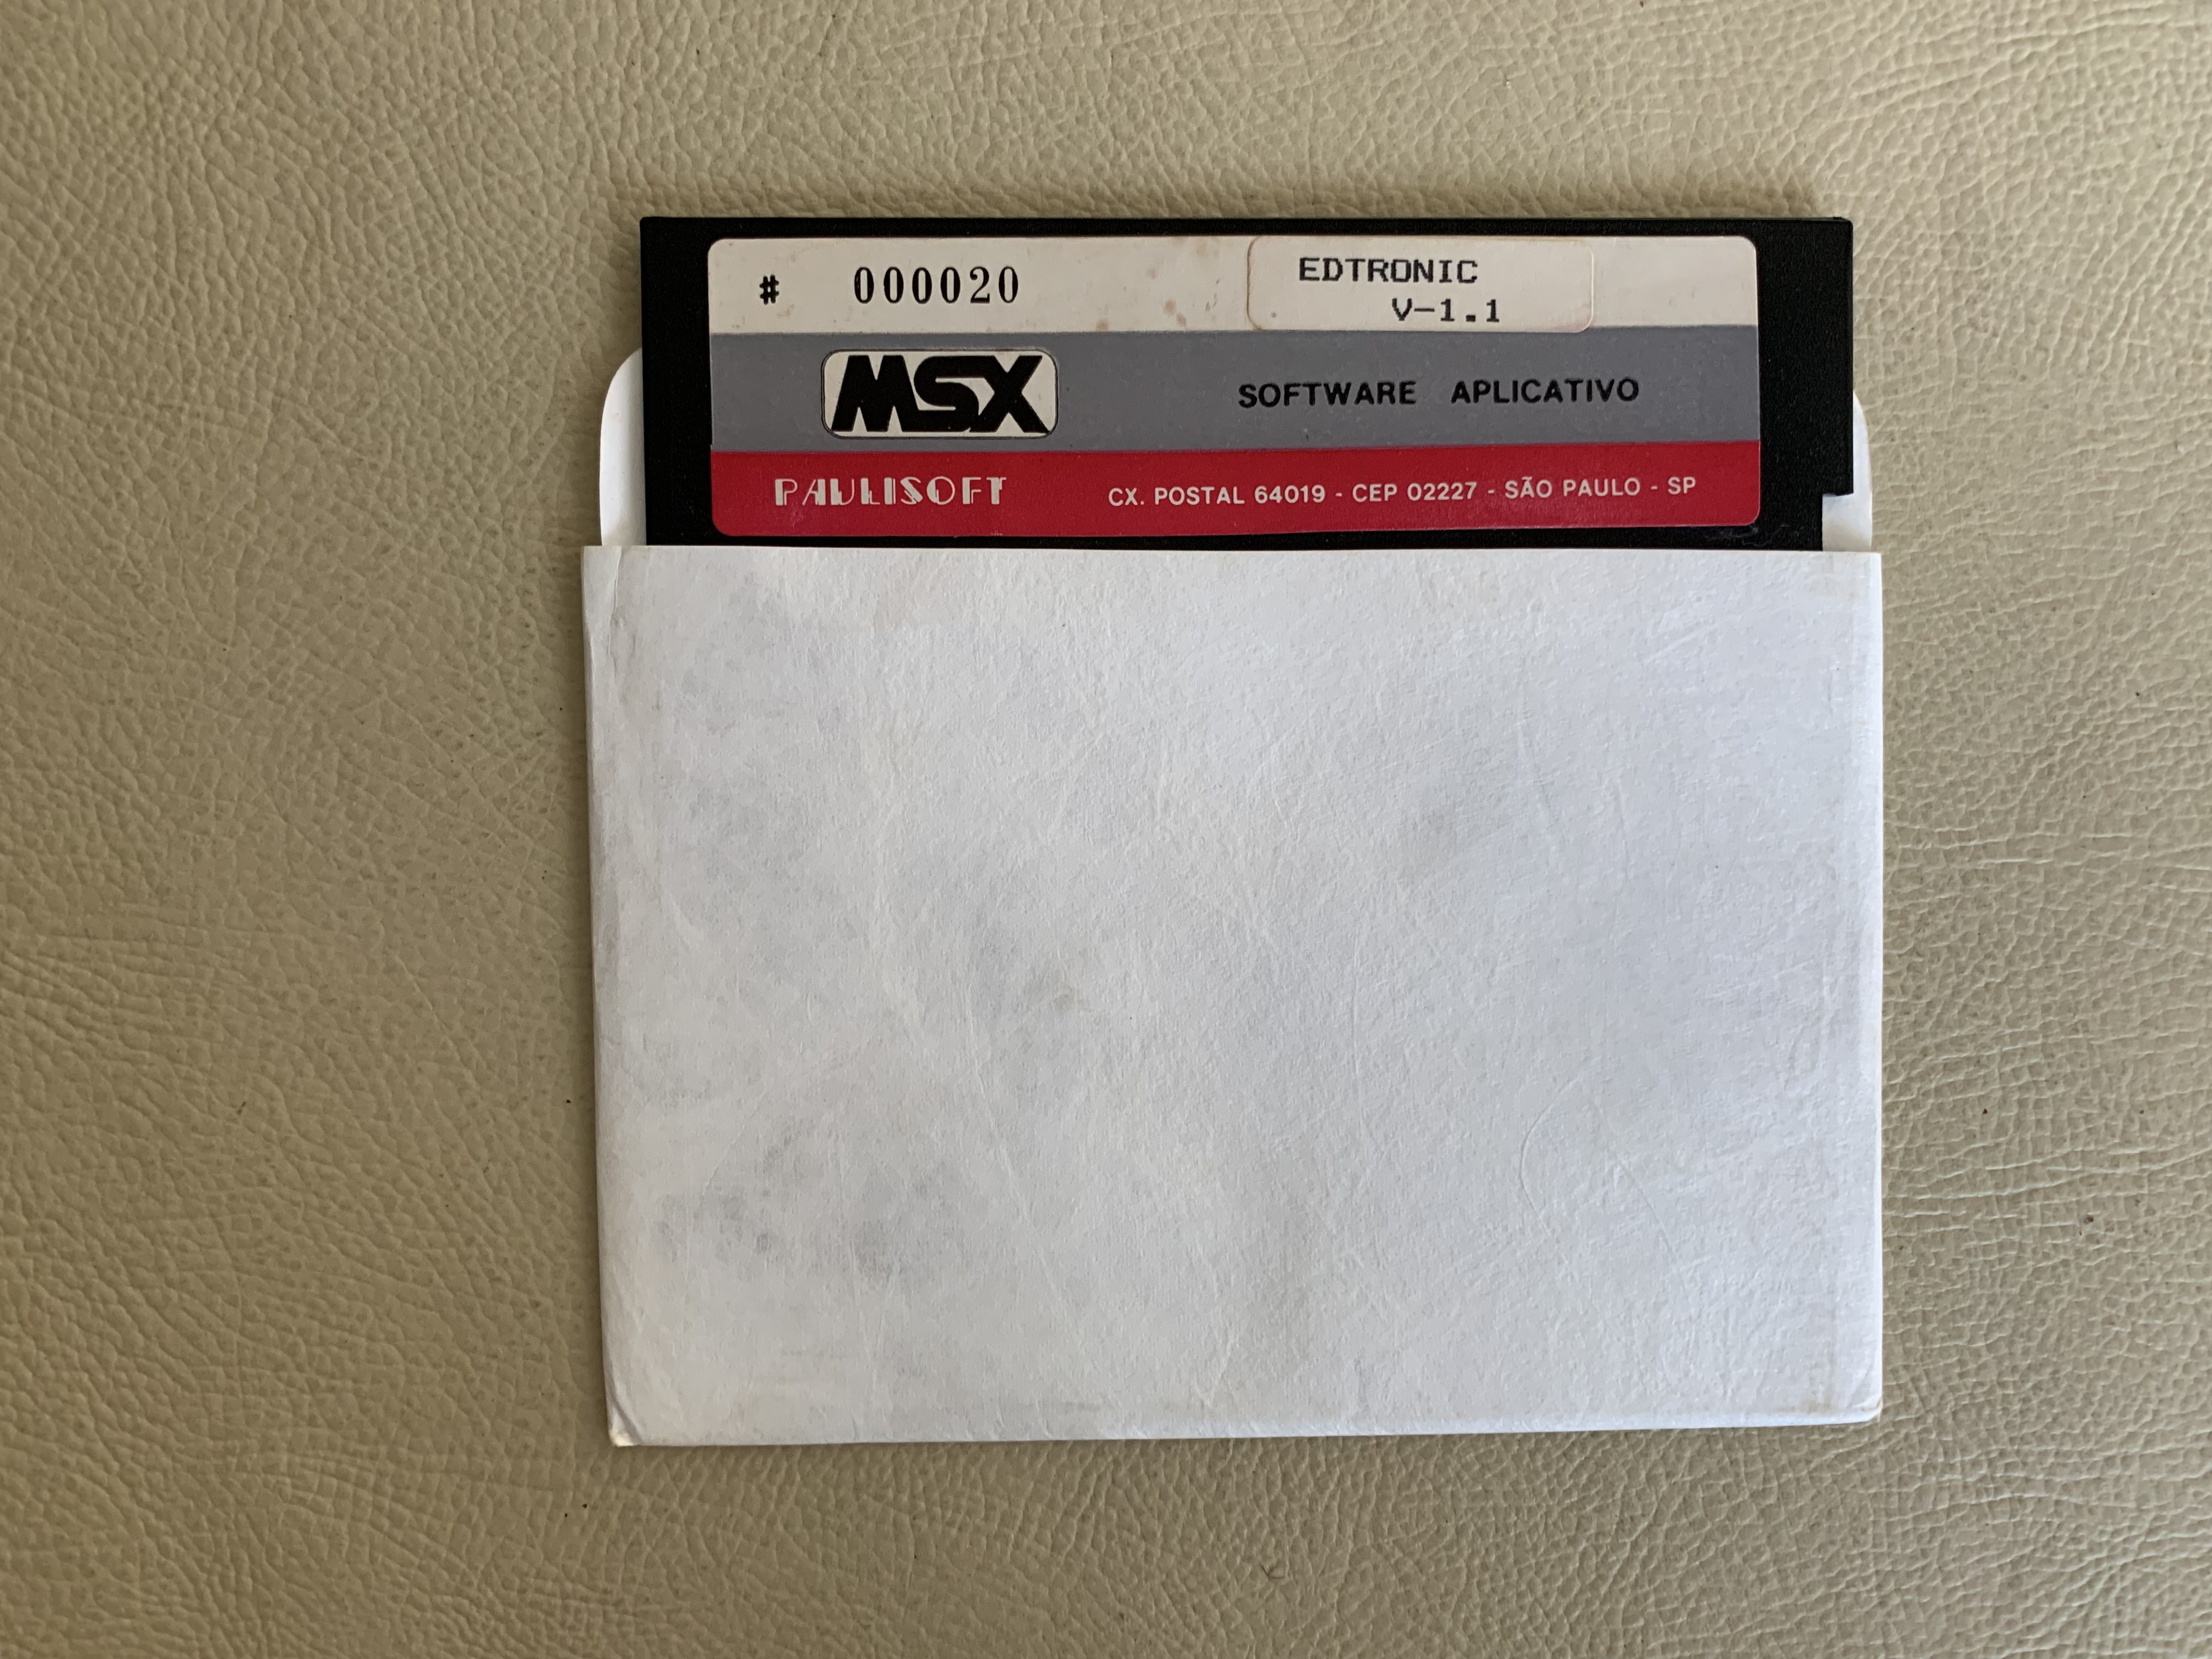 # 000020
EDTRONIC
V-1.1
MSX
SOFTWARE APLICATIVO
PAULISOFT
CX. POSTAL 64019 - CEP 02227 - SÃO PAULO - SP